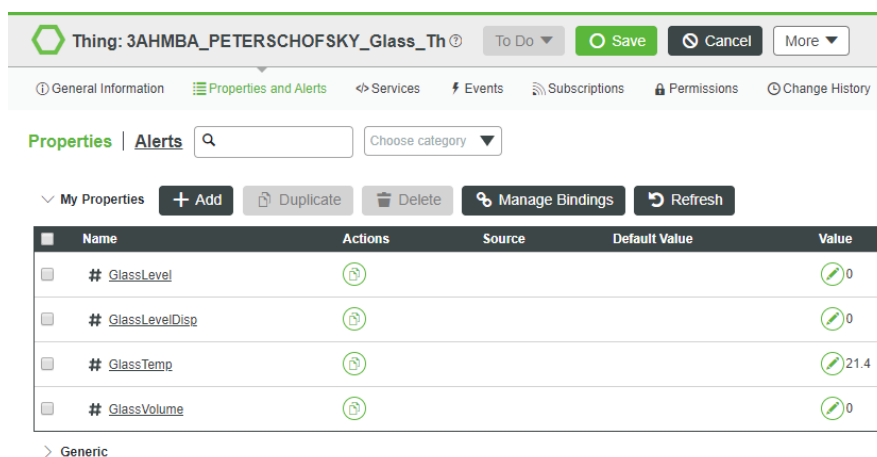 Thing: 3AHMBA_PETERSCHOFSKY_Glass_Th To Do Save Cancel More
General Information Properties and Alerts </> Services Events Subscriptions Permissions Change History
Properties | Alerts Choose category
My Properties + Add Duplicate Delete Manage Bindings Refresh
Name Actions Source Default Value Value
# GlassLevel 0
# GlassLevelDisp 0
# GlassTemp 21.4
# GlassVolume 0
Generic